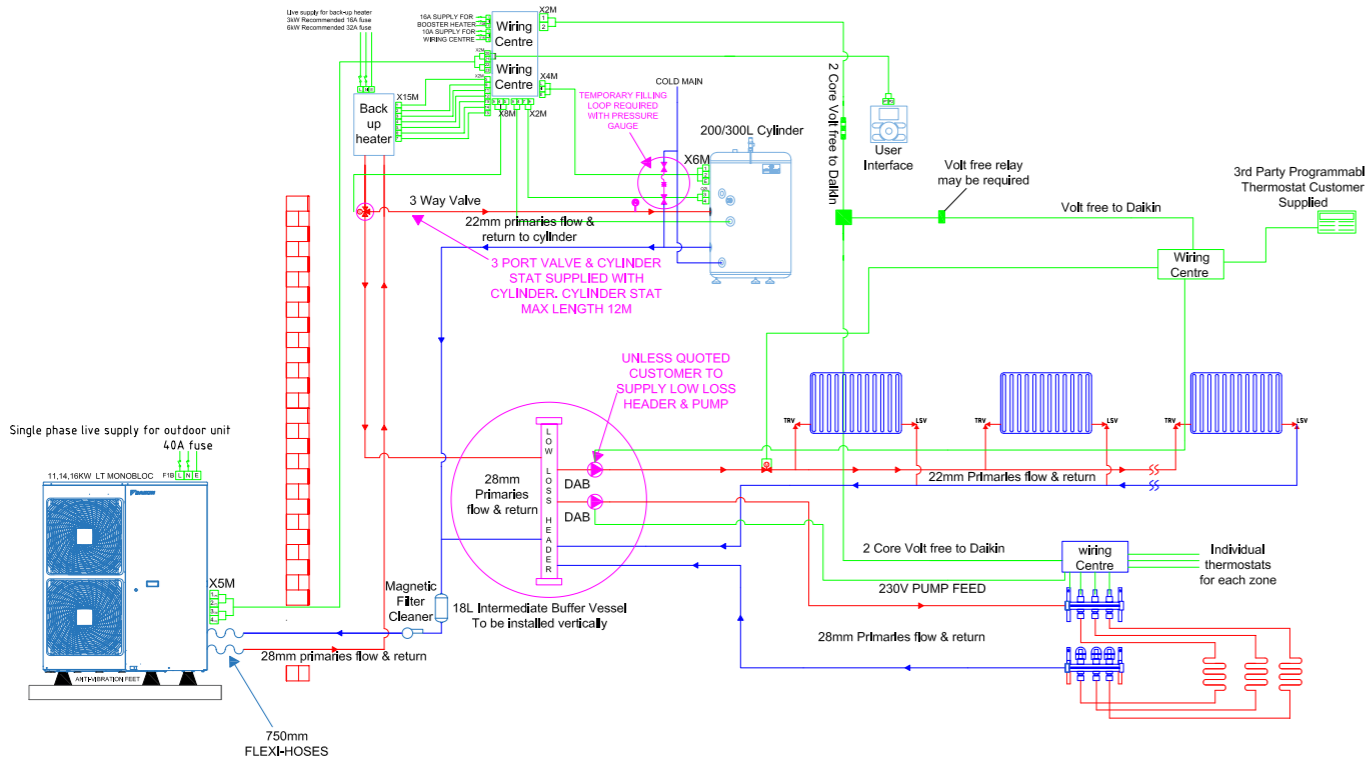 Live supply for back-up heater
3kW Recommended 16A fuse
6kW Recommended 32A fuse
16A SUPPLY FOR
BOOSTER HEATER
10A SUPPLY FOR
WIRING CENTRE
Wiring
Centre
X2M
1
2
Wiring
Centre
X4M
X15M
Back
up
heater
X8M
X2M
TEMPORARY FILLING
LOOP REQUIRED
WITH PRESSURE
GAUGE
COLD MAIN
200/300L Cylinder
X6M
2 Core Volt free to Daikin
User
Interface
Volt free relay
may be required
Volt free to Daikin
3rd Party Programmabl
Thermostat Customer
Supplied
Wiring
Centre
3 Way Valve
22mm primaries flow &
return to cylinder
3 PORT VALVE & CYLINDER
STAT SUPPLIED WITH
CYLINDER. CYLINDER STAT
MAX LENGTH 12M
UNLESS QUOTED
CUSTOMER TO
SUPPLY LOW LOSS
HEADER & PUMP
Single phase live supply for outdoor unit
40A fuse
11,14,16KW LT MONOBLOC
F1B
L N E
DAIKIN
X5M
ANTI-VIBRATION FEET
750mm
FLEXI-HOSES
28mm primaries flow & return
Magnetic
Filter
Cleaner
18L Intermediate Buffer Vessel
To be installed vertically
28mm
Primaries
flow & return
LOW LOSS HEADER
DAB
DAB
TRV
LSV
TRV
LSV
TRV
LSV
22mm Primaries flow & return
2 Core Volt free to Daikin
230V PUMP FEED
28mm Primaries flow & return
wiring
Centre
Individual
thermostats
for each zone